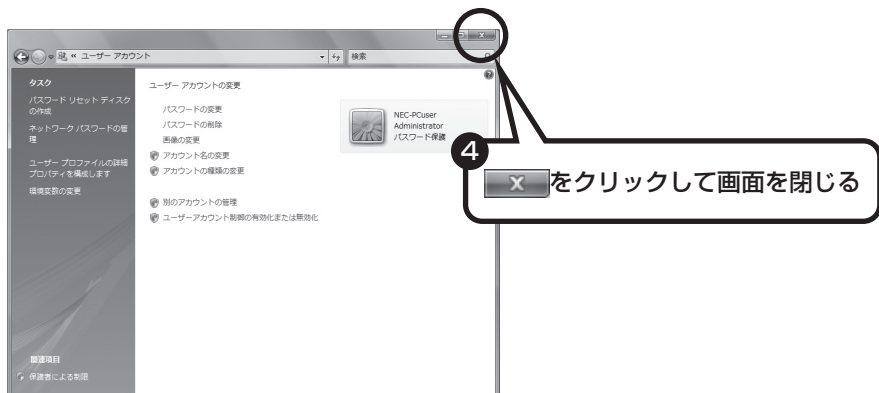 « ユーザー アカウント
検索
タスク
パスワード リセット ディスク
の作成
ネットワーク パスワードの管
理
ユーザー プロファイルの詳細
プロパティを構成します
環境変数の変更
関連項目
保護者による制限
ユーザー アカウントの変更
パスワードの変更
パスワードの削除
画像の変更
アカウント名の変更
アカウントの種類の変更
別のアカウントの管理
ユーザーアカウント制御の有効化または無効化
NEC-PCuser
Administrator
パスワード保護
4
x をクリックして画面を閉じる